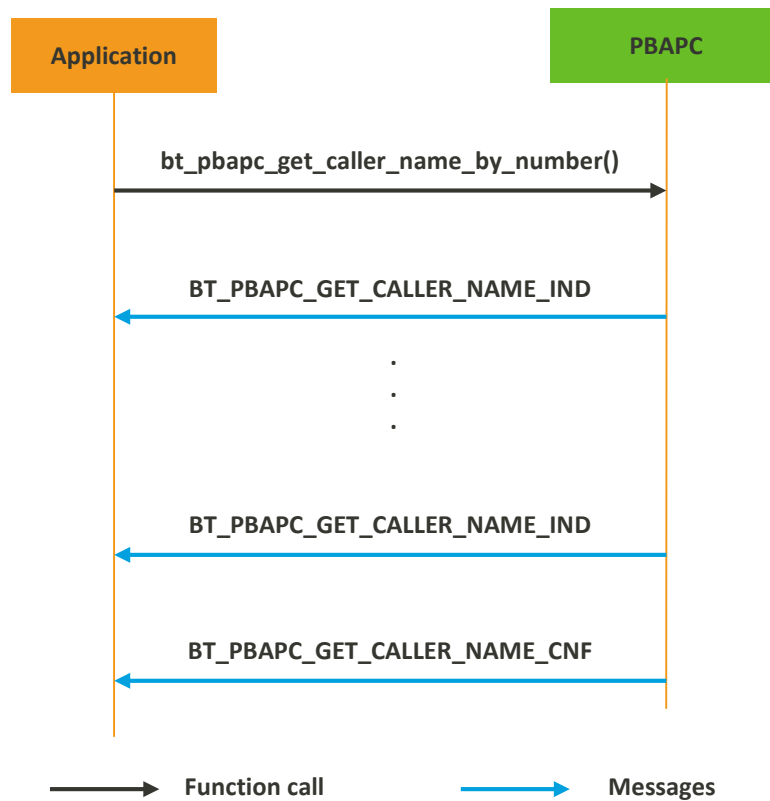 Application
PBAPC
bt_pbapc_get_caller_name_by_number()
BT_PBAPC_GET_CALLER_NAME_IND
.
.
.
BT_PBAPC_GET_CALLER_NAME_IND
BT_PBAPC_GET_CALLER_NAME_CNF
Function call
Messages